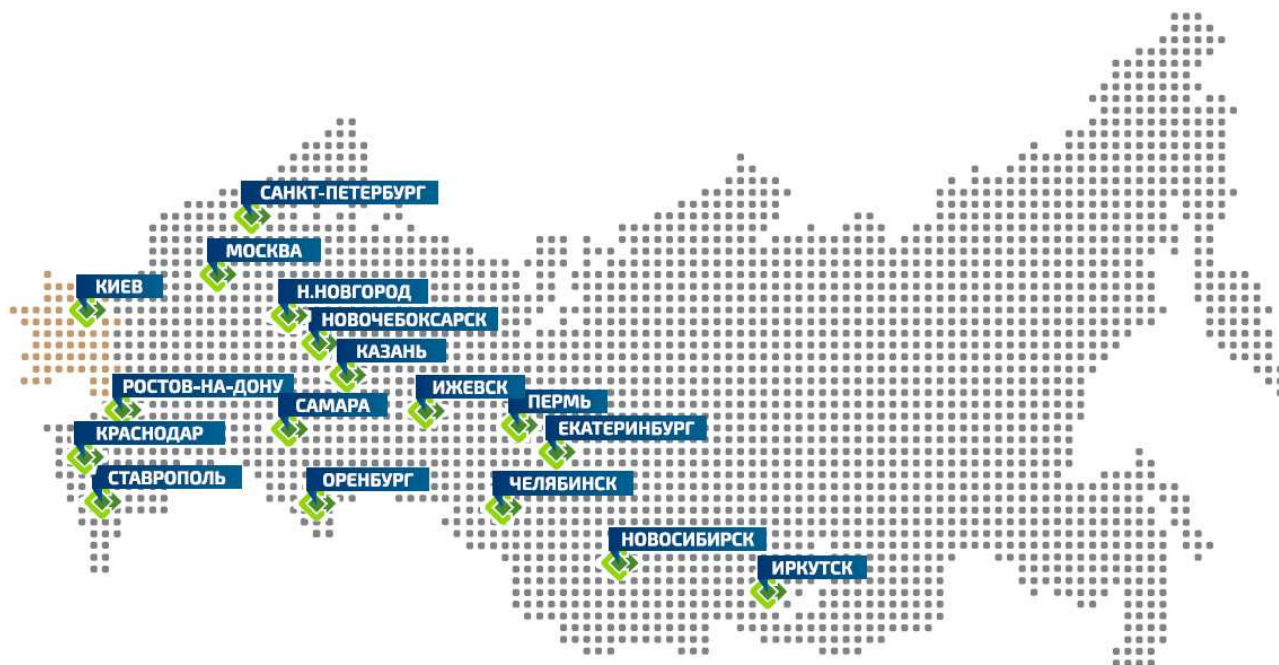 САНКТ-ПЕТЕРБУРГ
МОСКВА
КИЕВ
Н.НОВГОРОД
НОВОЧЕБОКСАРСК
КАЗАНЬ
РОСТОВ-НА-ДОНУ
ИЖЕВСК
САМАРА
ПЕРМЬ
КРАСНОДАР
ЕКАТЕРИНБУРГ
СТАВРОПОЛЬ
ОРЕНБУРГ
ЧЕЛЯБИНСК
НОВОСИБИРСК
ИРКУТСК